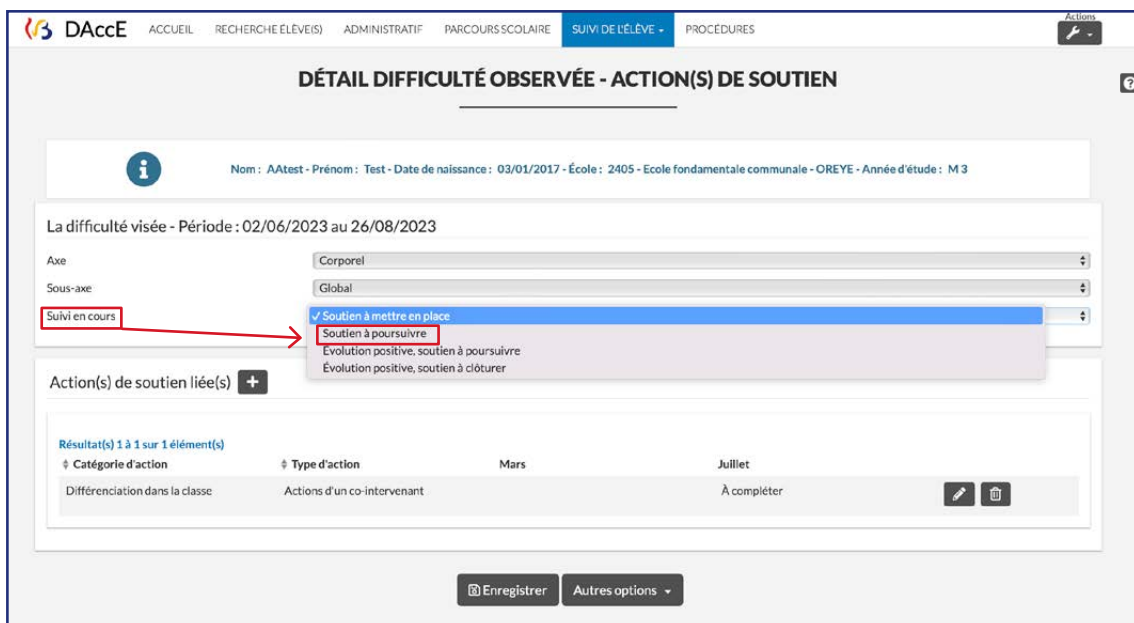 DAccE ACCUEIL RECHERCHE ÉLÈVE(S) ADMINISTRATIF PARCOURS SCOLAIRE SUIVI DE L'ÉLÈVE PROCÉDURES Actions
DÉTAIL DIFFICULTÉ OBSERVÉE - ACTION(S) DE SOUTIEN
Nom : AAtest - Prénom : Test - Date de naissance : 03/01/2017 - École : 2405 - Ecole fondamentale communale - OREYE - Année d'étude : M 3
La difficulté visée - Période : 02/06/2023 au 26/08/2023
Axe Corporel
Sous-axe Global
Suivi en cours ✓ Soutien à mettre en place
Soutien à poursuivre
Évolution positive, soutien à poursuivre
Évolution positive, soutien à clôturer
Action(s) de soutien liée(s) +
Résultat(s) 1 à 1 sur 1 élément(s)
Catégorie d'action Type d'action Mars Juillet
Différenciation dans la classe Actions d'un co-intervenant À compléter
Enregistrer Autres options